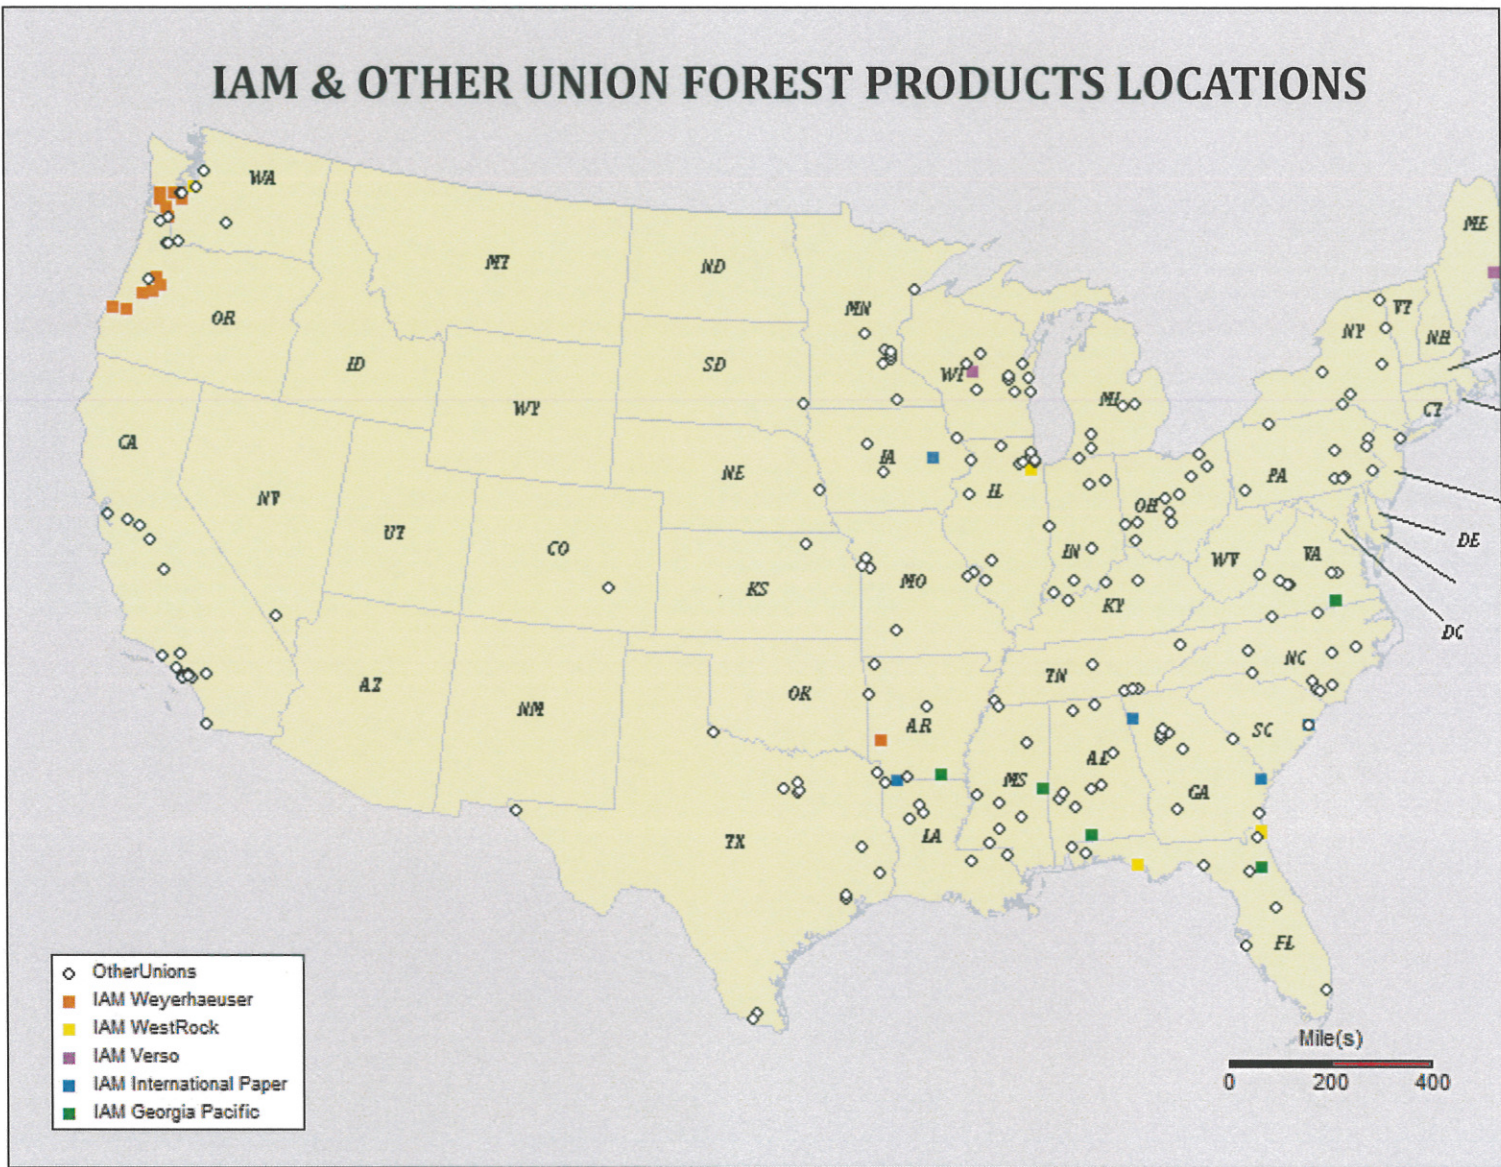 IAM & OTHER UNION FOREST PRODUCTS LOCATIONS
WA
ME
MT
ND
MN
VT
OR
NY
NH
ID
SD
WI
WY
MI
CT
CA
IA
NE
PA
NV
IL
OH
UT
CO
IN
WV
VA
DE
KS
MO
KY
DC
AZ
NM
OK
TN
NC
AR
SC
AL
MS
GA
TX
LA
FL
OtherUnions
IAM Weyerhaeuser
IAM WestRock
IAM Verso
IAM International Paper
IAM Georgia Pacific
Mile(s)
0 200 400